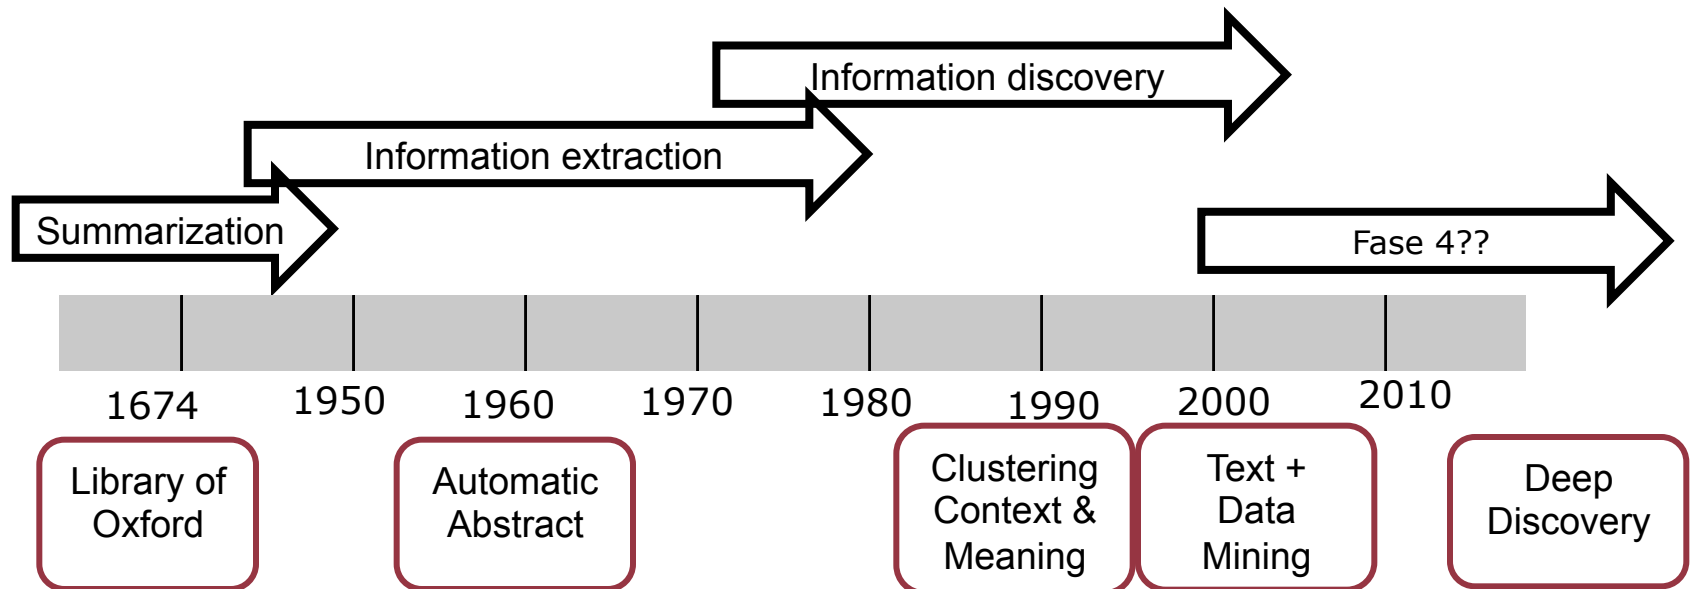 Information discovery
Information extraction
Summarization
Fase 4??
1674
1950
1960
1970
1980
1990
2000
2010
Library of
Oxford
Automatic
Abstract
Clustering
Context &
Meaning
Text +
Data
Mining
Deep
Discovery